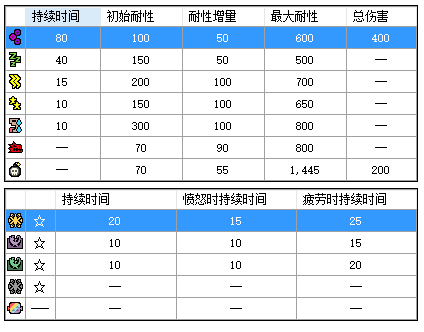 持续时间 初始耐性 耐性增量 最大耐性 总伤害
80 100 50 600 400
40 150 50 500 —
15 200 100 700 —
10 150 100 650 —
10 300 100 800 —
— 70 90 800 —
— 70 55 1,445 200
持续时间 愤怒时持续时间 疲劳时持续时间
☆ 20 15 25
☆ 10 10 15
☆ 10 10 20
☆ — — —
— — — —